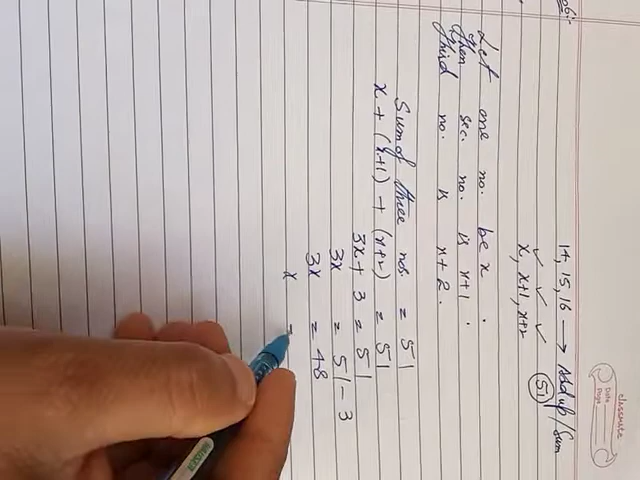 classmate
Date
Page
14, 15, 16 → Add up/Sum
51
x, x+1, x+2
Let one no. be x .
then sec. no. is x+1 .
third no. is x+2.
Sum of three nos. = 51
x + (x+1) + (x+2) = 51
3x + 3 = 51
3x = 51 - 3
3x = 48
x =